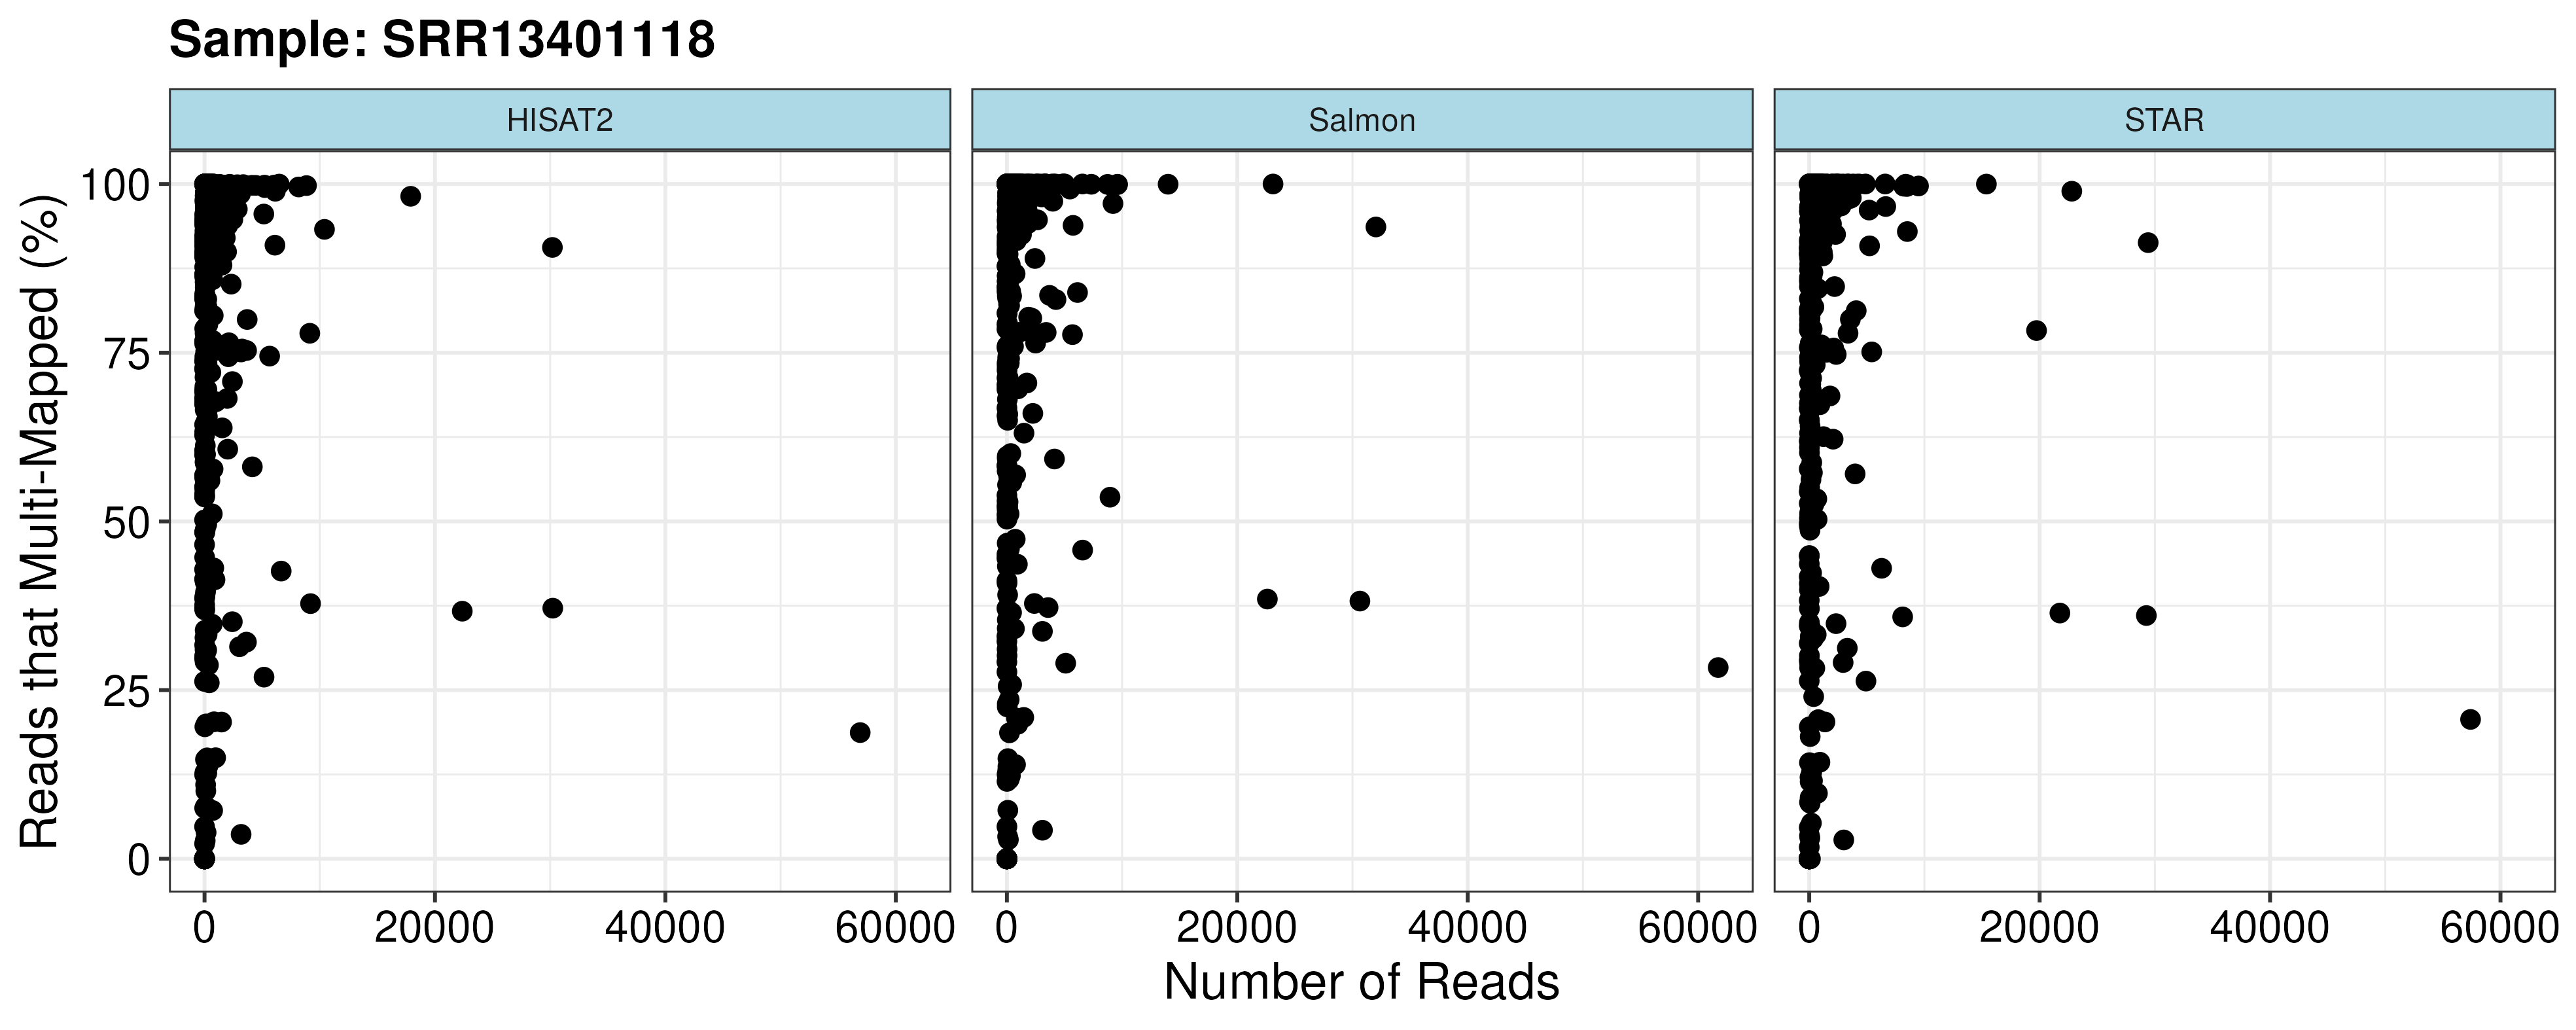 Sample: SRR13401118
HISAT2 Salmon STAR
Reads that Multi-Mapped (%)
100
75
50
25
0
0 20000 40000 60000 0 20000 40000 60000 0 20000 40000 60000
Number of Reads